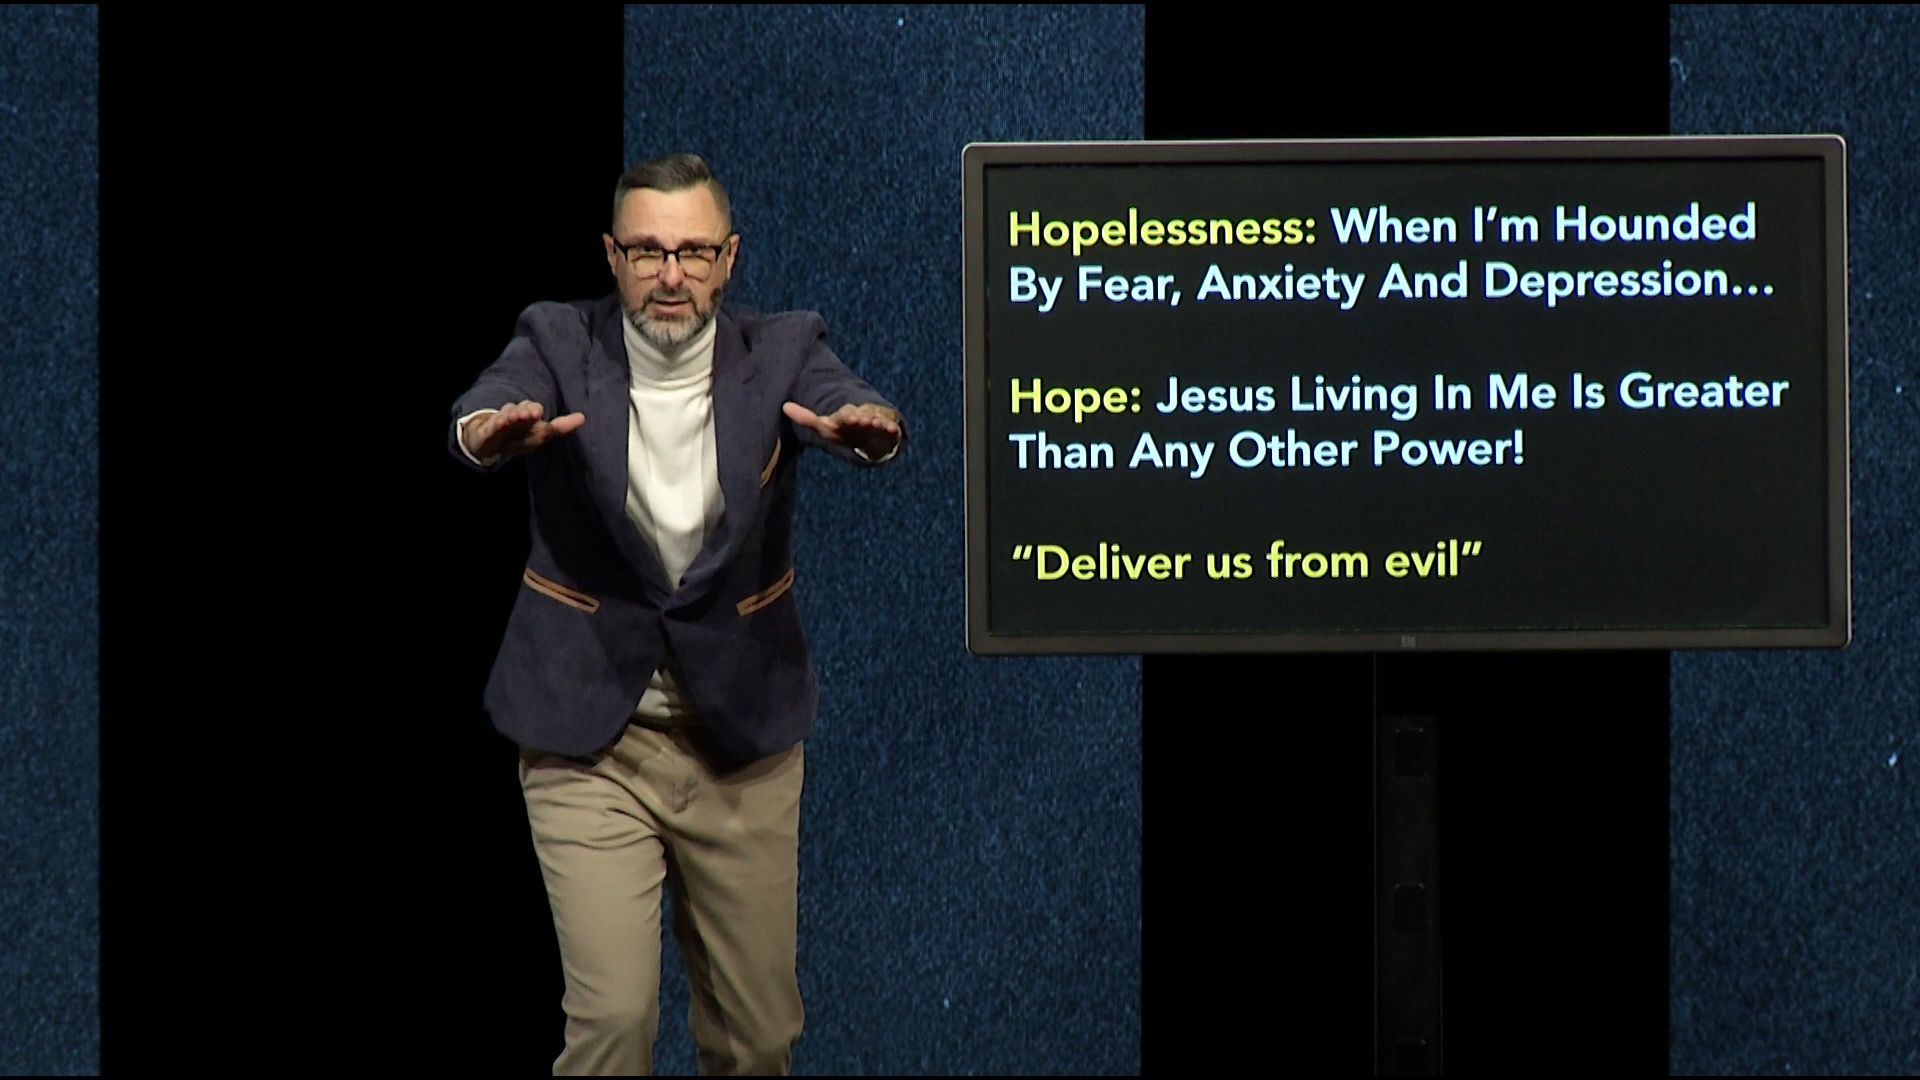 Hopelessness: When I’m Hounded
By Fear, Anxiety And Depression…
Hope: Jesus Living In Me Is Greater
Than Any Other Power!
“Deliver us from evil”